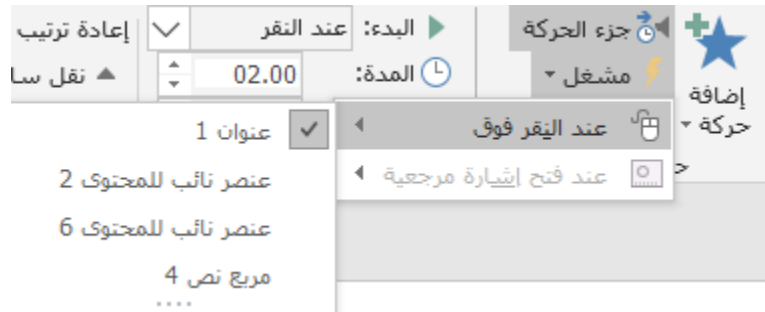 إضافة
حركة
جزء الحركة
مشغل
البدء: عند النقر
المدة: 02.00
إعادة ترتيب
نقل سا
عند النقر فوق
عند فتح إشارة مرجعية
عنوان 1
عنصر نائب للمحتوى 2
عنصر نائب للمحتوى 6
مربع نص 4